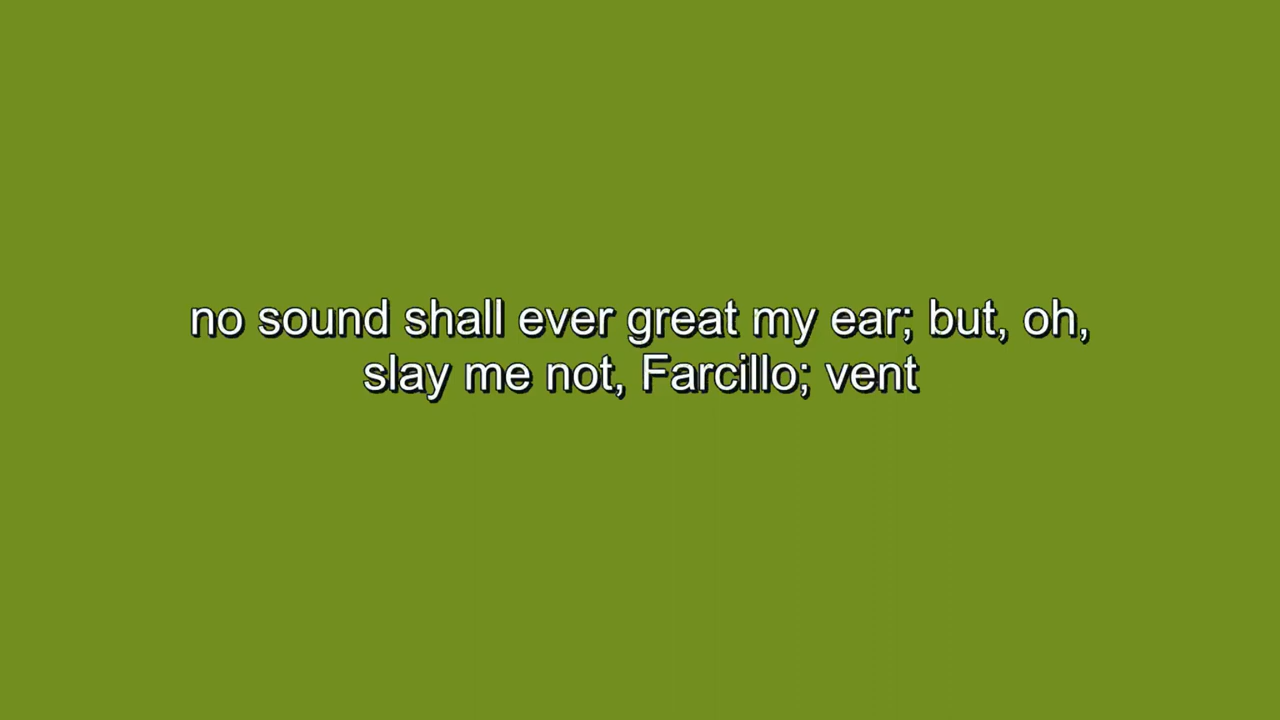 no sound shall ever great my ear; but, oh,
slay me not, Farcillo; vent